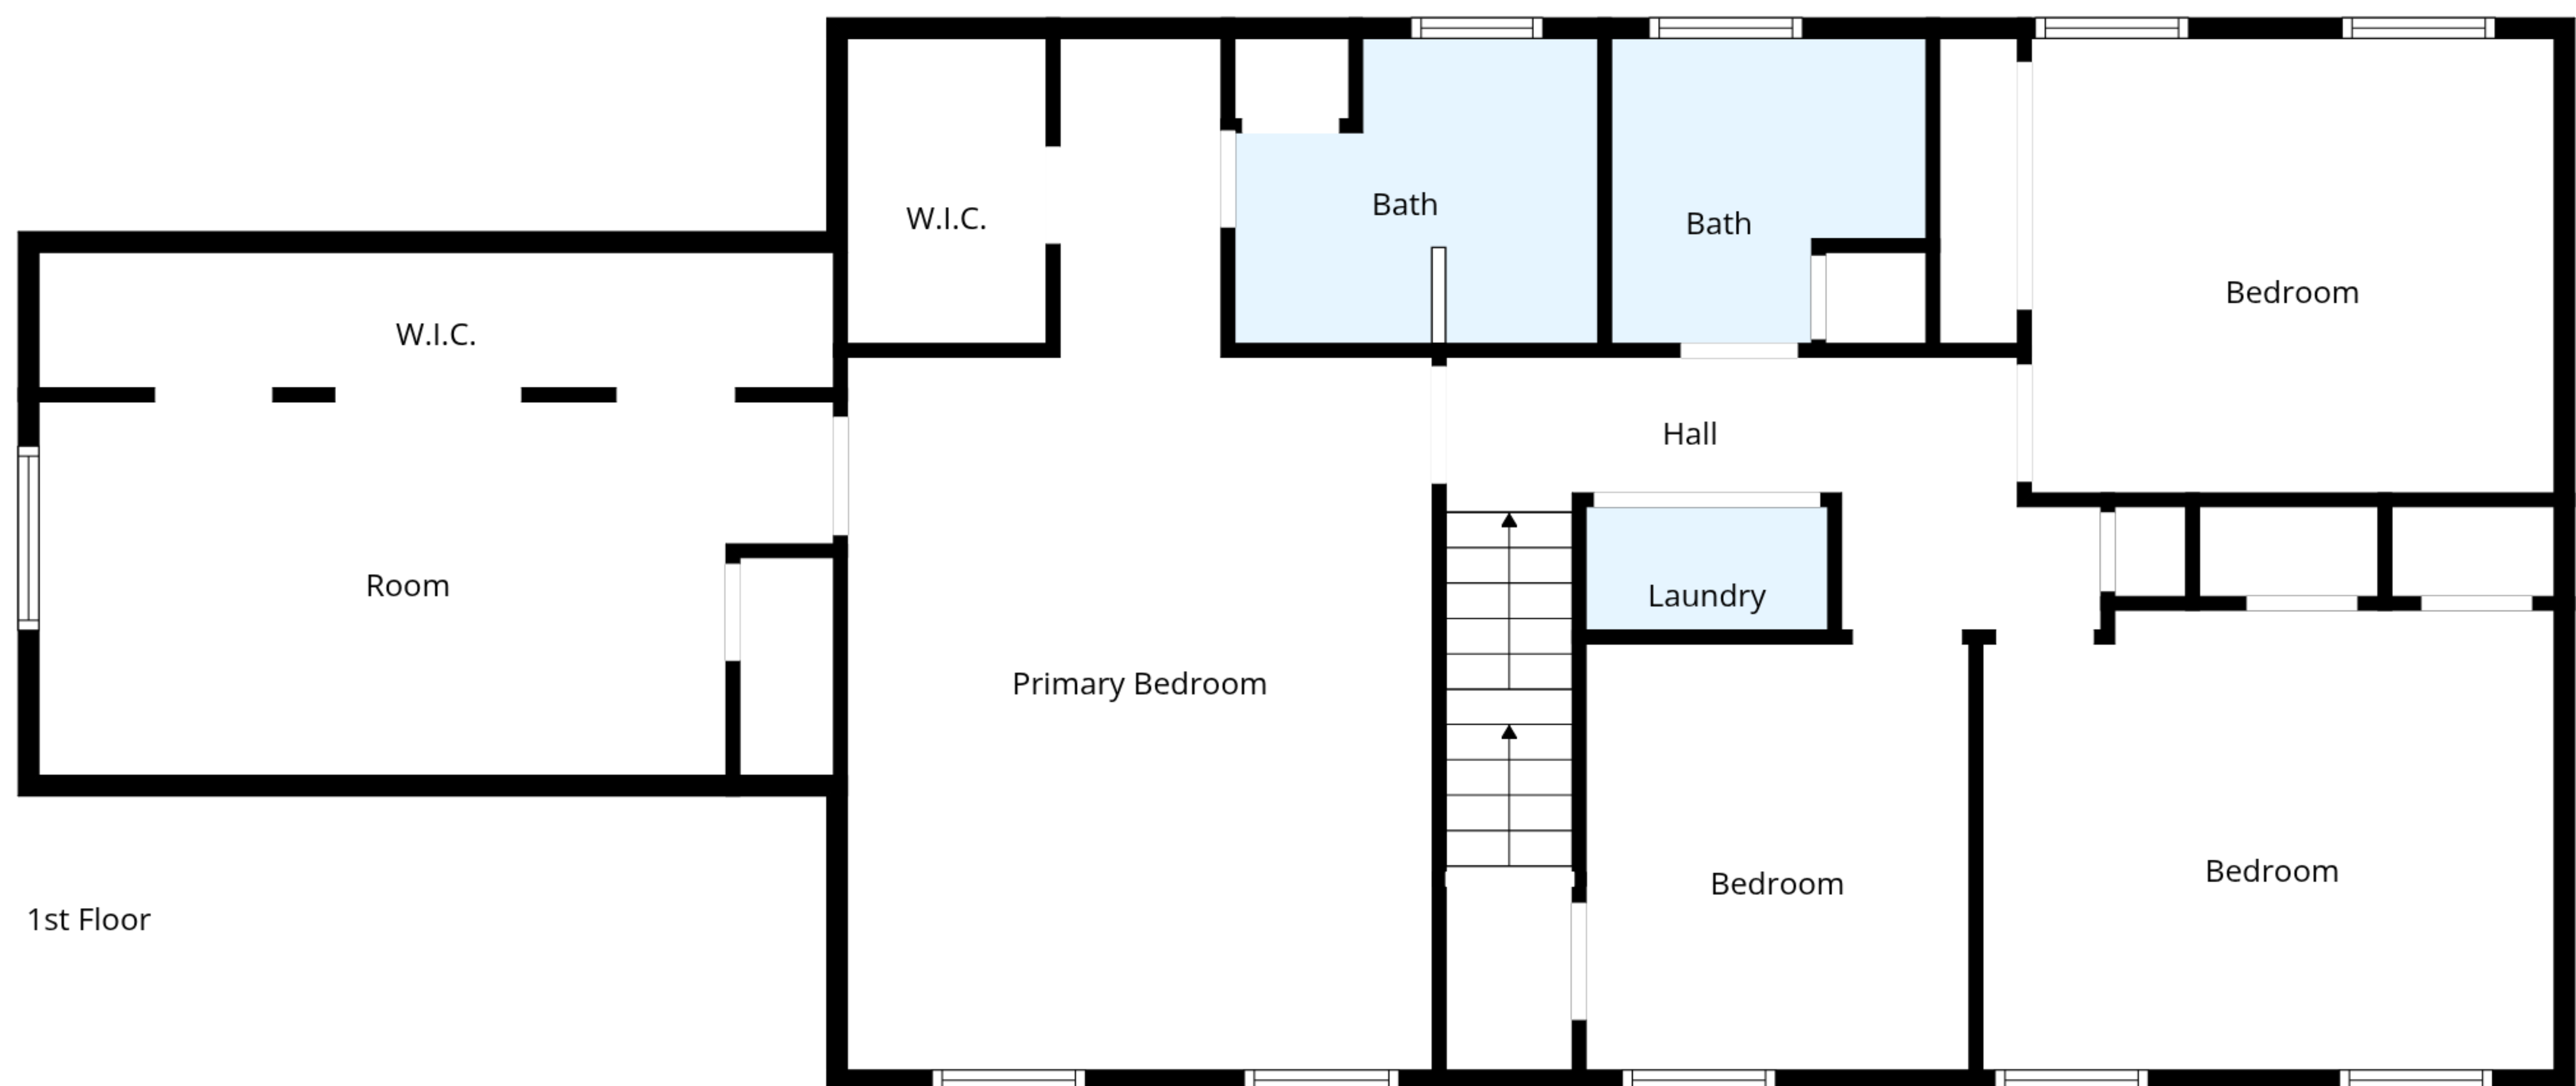 Bath
W.I.C.
Bath
Bedroom
W.I.C.
Hall
Room
Laundry
Primary Bedroom
Bedroom
Bedroom
1st Floor